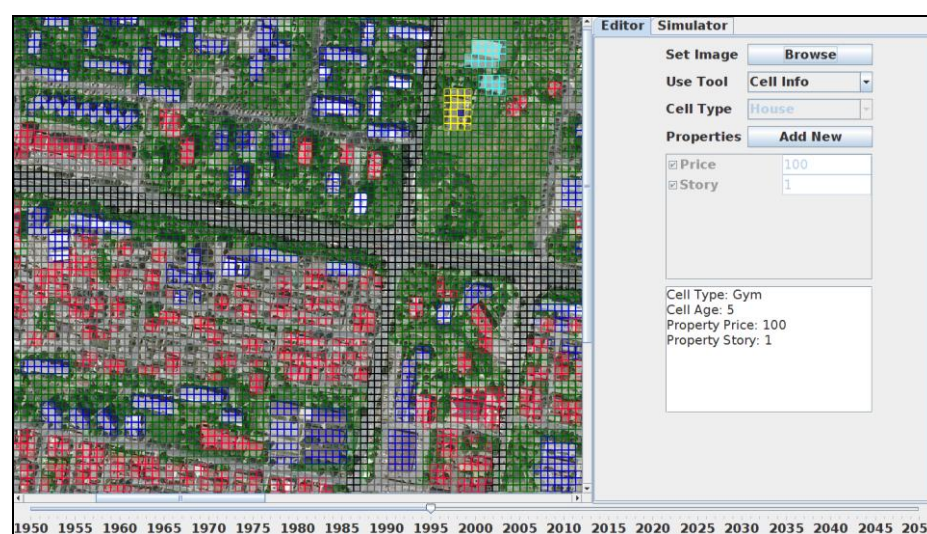 Editor Simulator
Set Image Browse
Use Tool Cell Info
Cell Type House
Properties Add New
Price 100
Story 1
Cell Type: Gym
Cell Age: 5
Property Price: 100
Property Story: 1
1950 1955 1960 1965 1970 1975 1980 1985 1990 1995 2000 2005 2010 2015 2020 2025 2030 2035 2040 2045 205